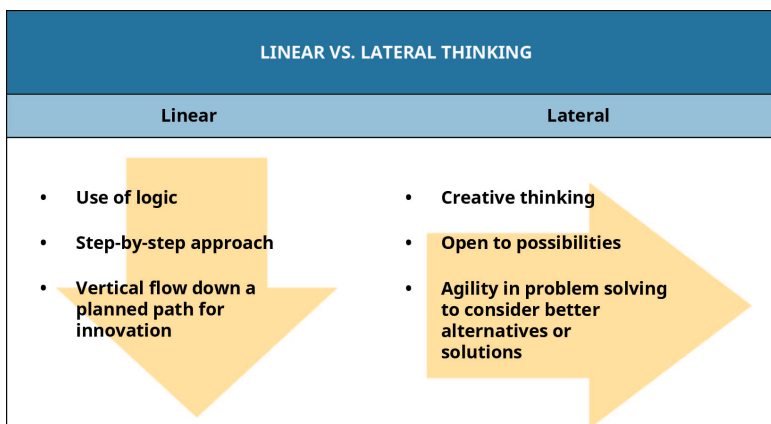 LINEAR VS. LATERAL THINKING
Linear
Lateral
• Use of logic
• Step-by-step approach
• Vertical flow down a
planned path for
innovation
• Creative thinking
• Open to possibilities
• Agility in problem solving
to consider better
alternatives or
solutions